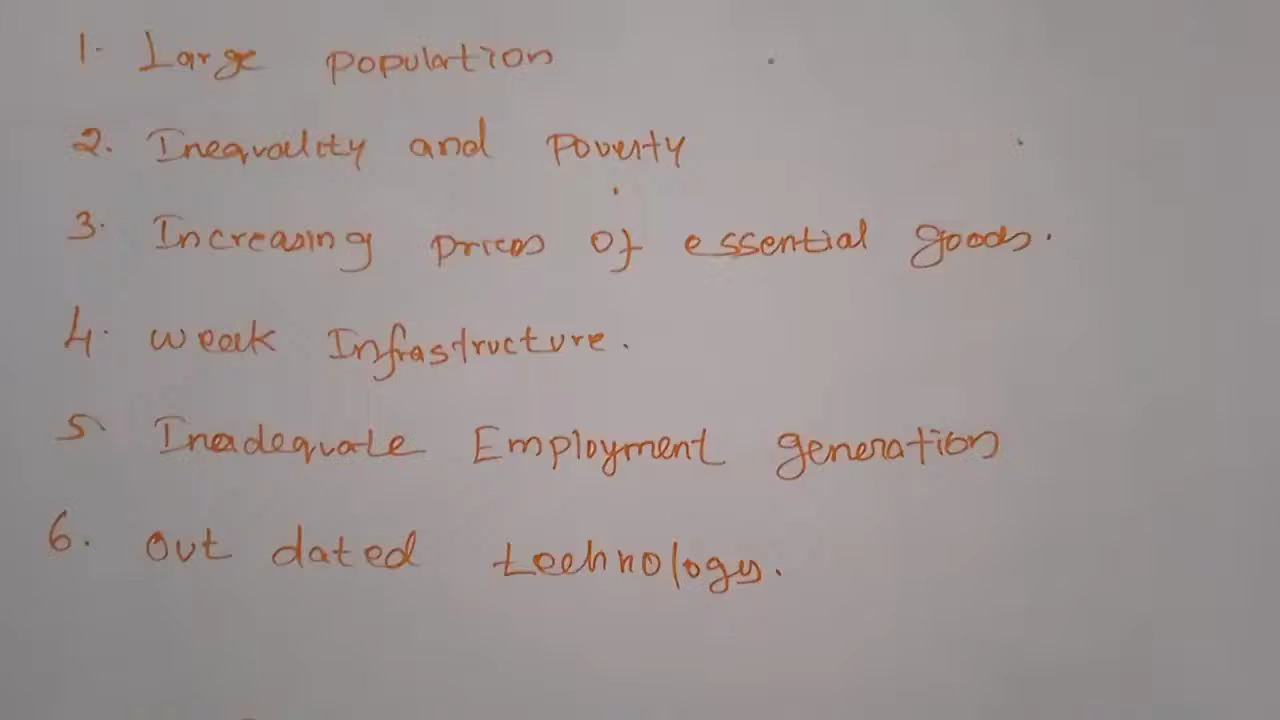 1. Large population
2. Inequality and Poverty
3. Increasing prices of essential goods.
4. weak Infrastructure.
5 Inadequate Employment generation
6. Out dated technology.